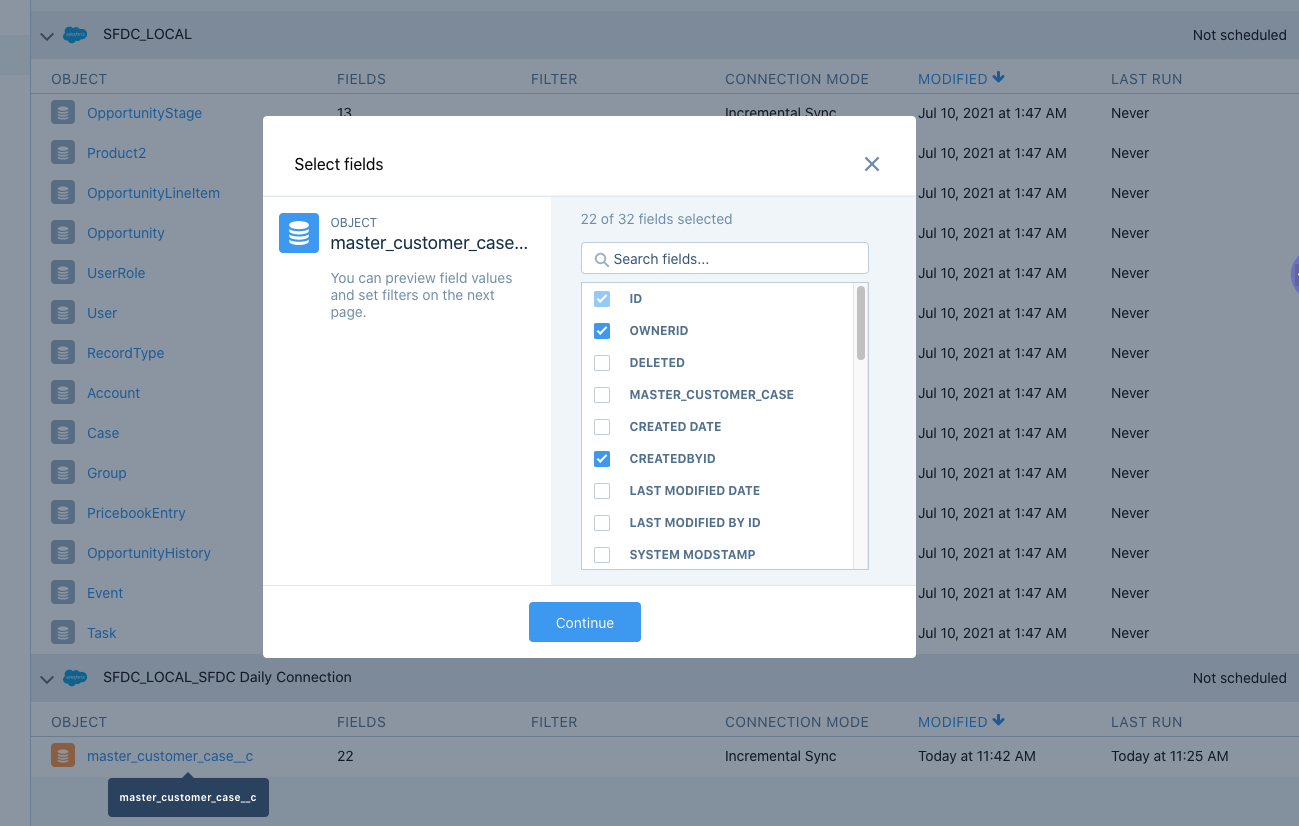 SFDC_LOCAL
Not scheduled
OBJECT FIELDS FILTER CONNECTION MODE MODIFIED LAST RUN
OpportunityStage 13 Incremental Sync Jul 10, 2021 at 1:47 AM Never
Product2 Jul 10, 2021 at 1:47 AM Never
OpportunityLineItem Jul 10, 2021 at 1:47 AM Never
Opportunity Jul 10, 2021 at 1:47 AM Never
UserRole Jul 10, 2021 at 1:47 AM Never
User Jul 10, 2021 at 1:47 AM Never
RecordType Jul 10, 2021 at 1:47 AM Never
Account Jul 10, 2021 at 1:47 AM Never
Case Jul 10, 2021 at 1:47 AM Never
Group Jul 10, 2021 at 1:47 AM Never
PricebookEntry Jul 10, 2021 at 1:47 AM Never
OpportunityHistory Jul 10, 2021 at 1:47 AM Never
Event Jul 10, 2021 at 1:47 AM Never
Task Jul 10, 2021 at 1:47 AM Never
Select fields
OBJECT
master_customer_case...
You can preview field values
and set filters on the next
page.
22 of 32 fields selected
Search fields...
ID
OWNERID
DELETED
MASTER_CUSTOMER_CASE
CREATED DATE
CREATEDBYID
LAST MODIFIED DATE
LAST MODIFIED BY ID
SYSTEM MODSTAMP
Continue
SFDC_LOCAL_SFDC Daily Connection
Not scheduled
OBJECT FIELDS FILTER CONNECTION MODE MODIFIED LAST RUN
master_customer_case__c 22 Incremental Sync Today at 11:42 AM Today at 11:25 AM
master_customer_case__c